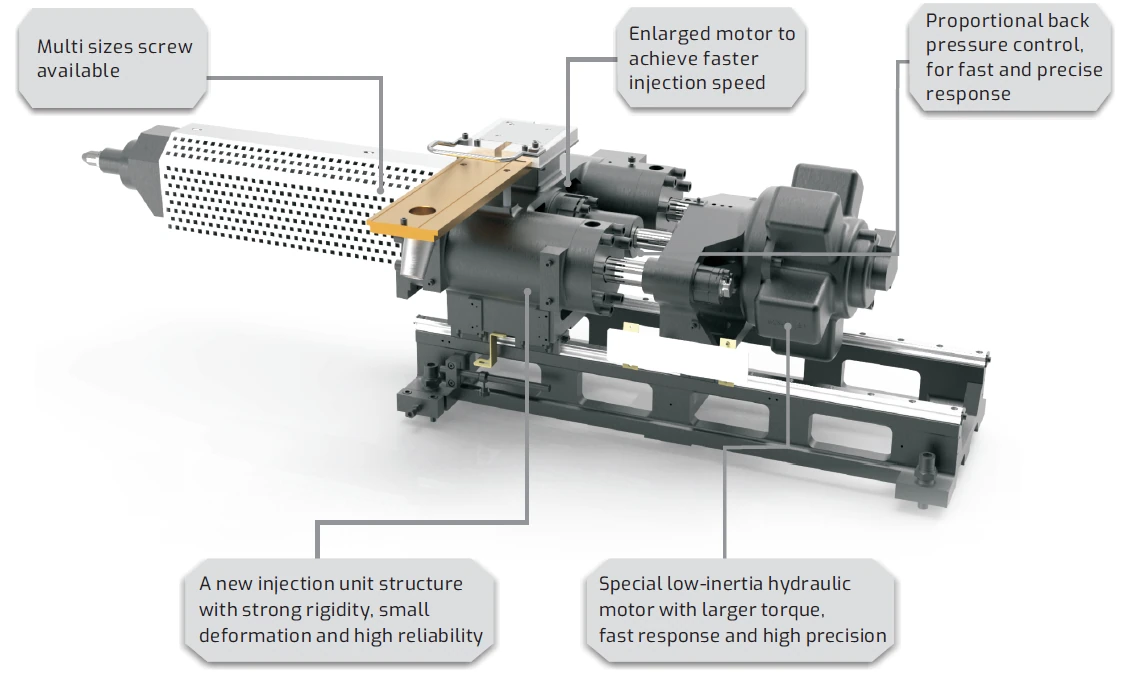 Multi sizes screw
available
Enlarged motor to
achieve faster
injection speed
Proportional back
pressure control,
for fast and precise
response
A new injection unit structure
with strong rigidity, small
deformation and high reliability
Special low-inertia hydraulic
motor with larger torque,
fast response and high precision